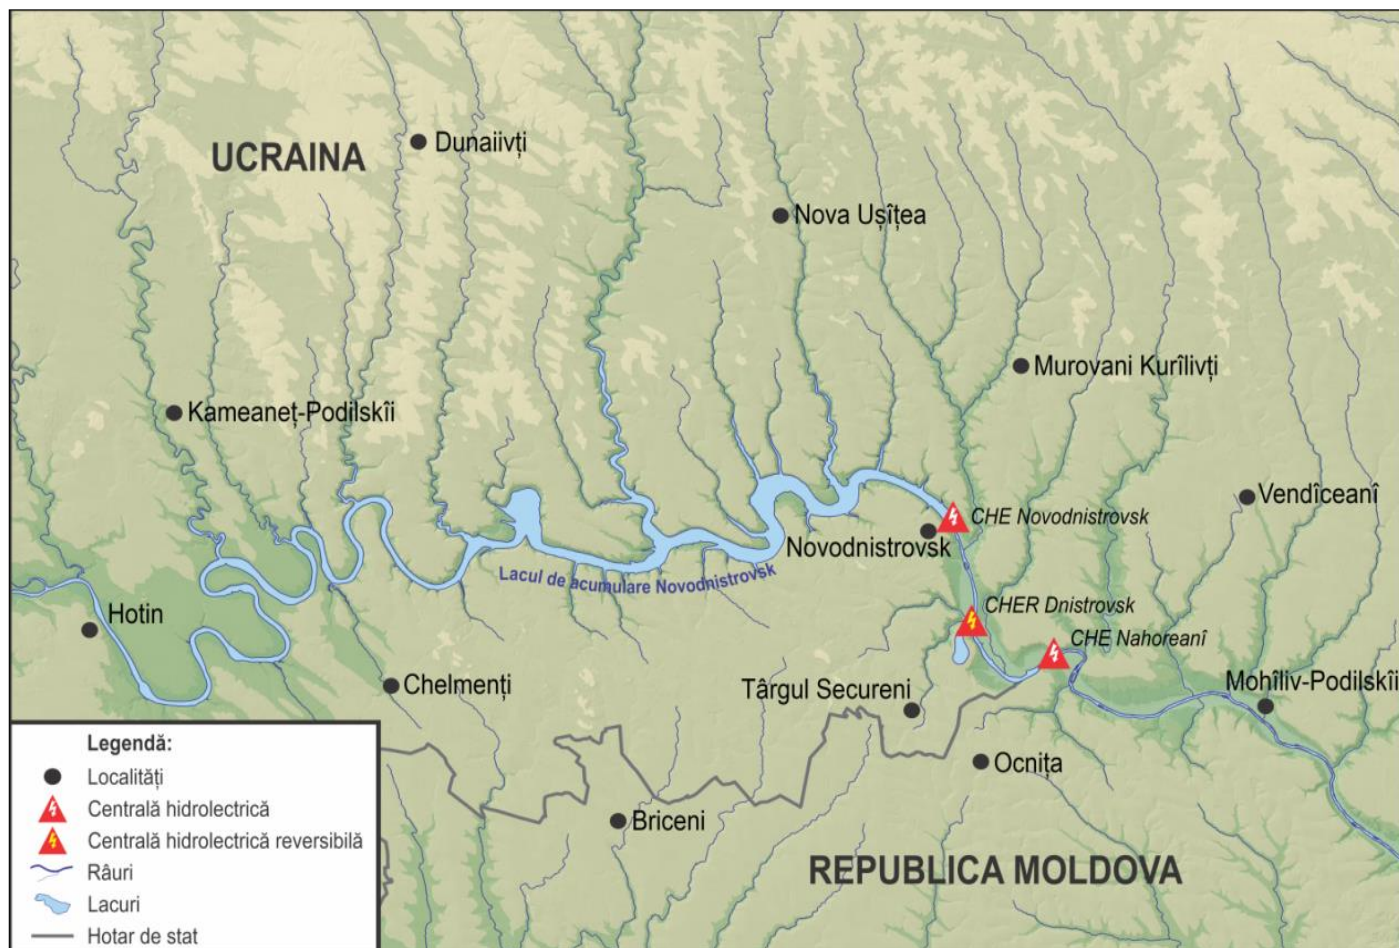 UCRAINA
Dunaiivți
Nova Ușîțea
Murovani Kurîlivți
Kameaneț-Podilskîi
Vendîceanî
CHE Novodnistrovsk
Novodnistrovsk
Lacul de acumulare Novodnistrovsk
CHER Dnistrovsk
Hotin
CHE Nahoreanî
Chelmenți
Târgul Secureni
Mohîliv-Podilskîi
Ocnița
Briceni
REPUBLICA MOLDOVA
Legendă:
Localități
Centrală hidrolectrică
Centrală hidrolectrică reversibilă
Râuri
Lacuri
Hotar de stat